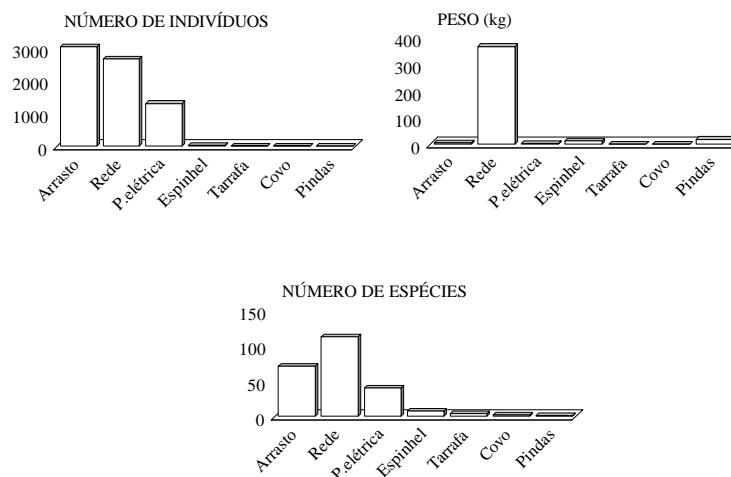 NÚMERO DE INDIVÍDUOS
3000
2000
1000
0
Arrasto
Rede
P.elétrica
Espinhel
Tarrafa
Covo
Pindas
PESO (kg)
400
300
200
100
0
Arrasto
Rede
P.elétrica
Espinhel
Tarrafa
Covo
Pindas
NÚMERO DE ESPÉCIES
150
100
50
0
Arrasto
Rede
P.elétrica
Espinhel
Tarrafa
Covo
Pindas